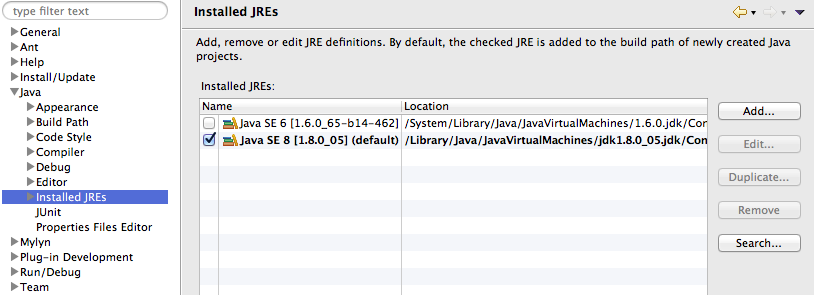 type filter text
General
Ant
Help
Install/Update
Java
Appearance
Build Path
Code Style
Compiler
Debug
Editor
Installed JREs
JUnit
Properties Files Editor
Mylyn
Plug-in Development
Run/Debug
Team
Installed JREs
Add, remove or edit JRE definitions. By default, the checked JRE is added to the build path of newly created Java
projects.
Installed JREs:
Name Location
Java SE 6 [1.6.0_65-b14-462] /System/Library/Java/JavaVirtualMachines/1.6.0.jdk/Con
Java SE 8 [1.8.0_05] (default) /Library/Java/JavaVirtualMachines/jdk1.8.0_05.jdk/Con
Add...
Edit...
Duplicate...
Remove
Search...